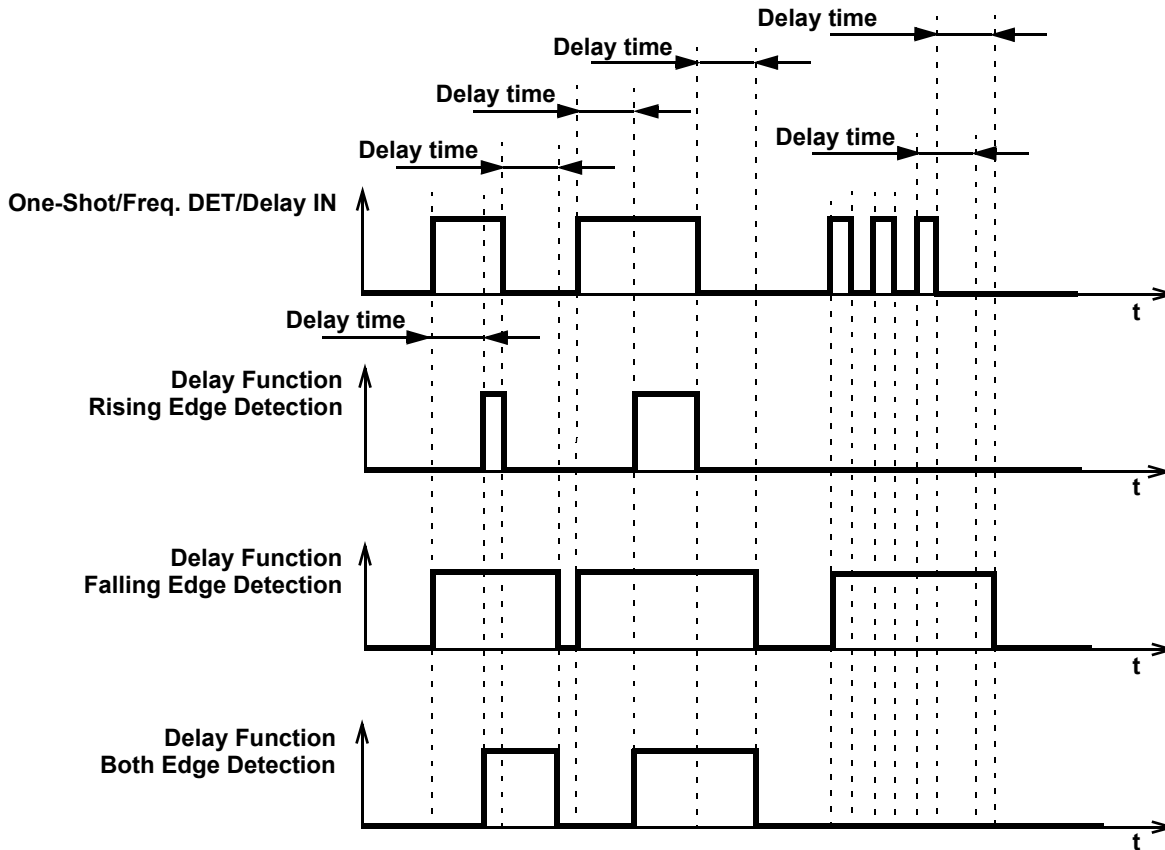 Delay time
Delay time
Delay time
Delay time
Delay time
One-Shot/Freq. DET/Delay IN
t
Delay time
Delay Function
Rising Edge Detection
t
Delay Function
Falling Edge Detection
t
Delay Function
Both Edge Detection
t